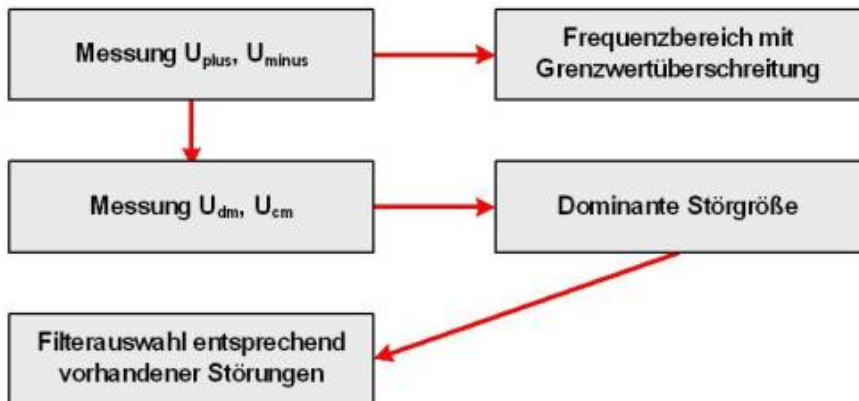 Messung Uplus, Uminus
Frequenzbereich mit
Grenzwertüberschreitung
Messung Udm, Ucm
Dominante Störgröße
Filterauswahl entsprechend
vorhandener Störungen